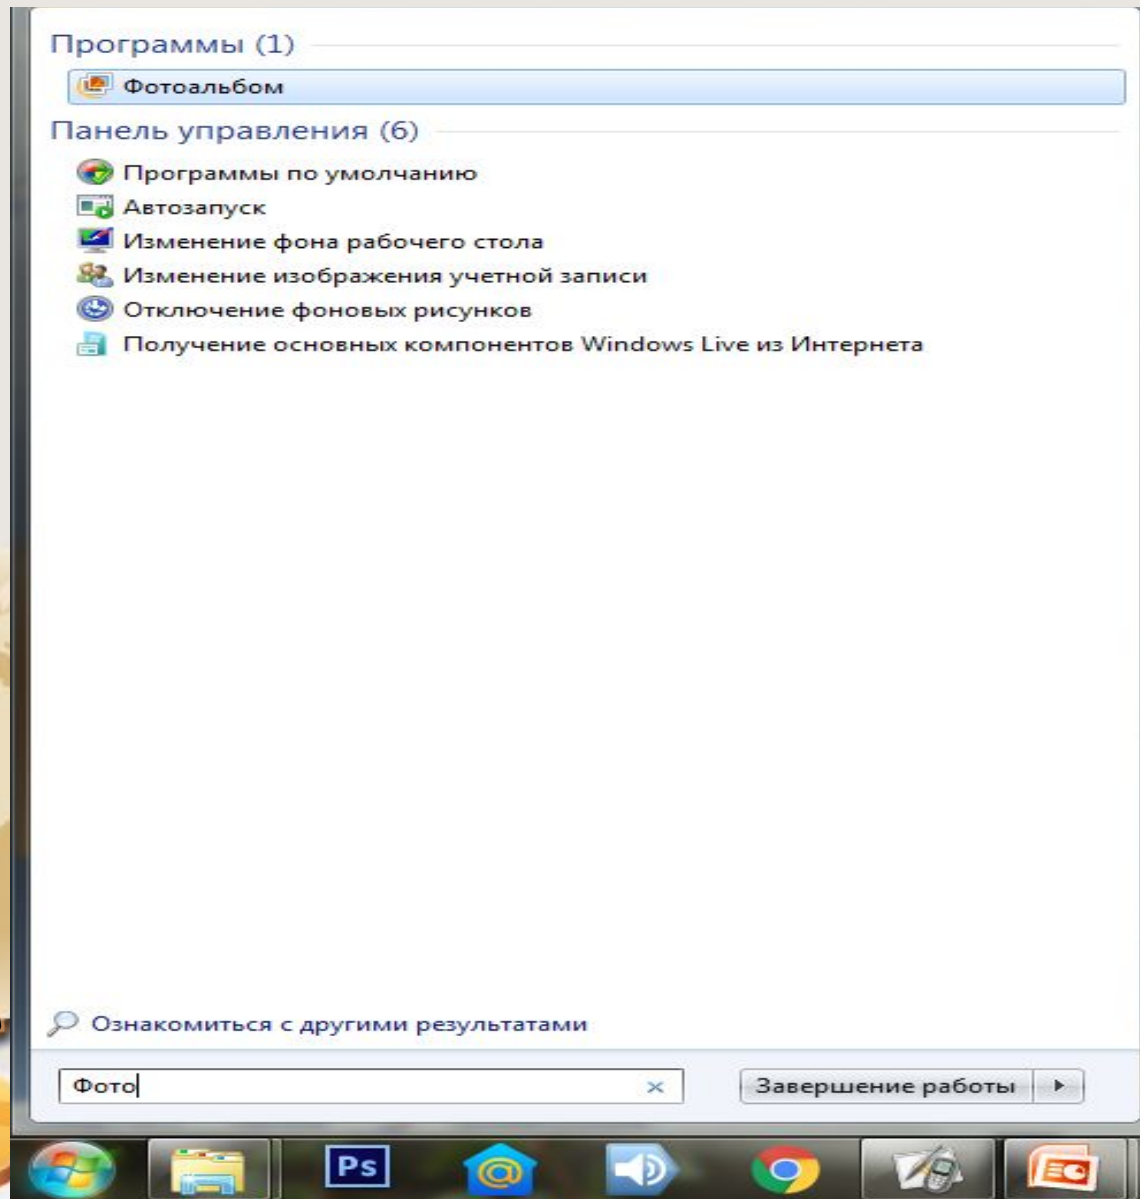 Программы (1)
Фотоальбом
Панель управления (6)
Программы по умолчанию
Автозапуск
Изменение фона рабочего стола
Изменение изображения учетной записи
Отключение фоновых рисунков
Получение основных компонентов Windows Live из Интернета
Ознакомиться с другими результатами
Фото
Завершение работы
Ps